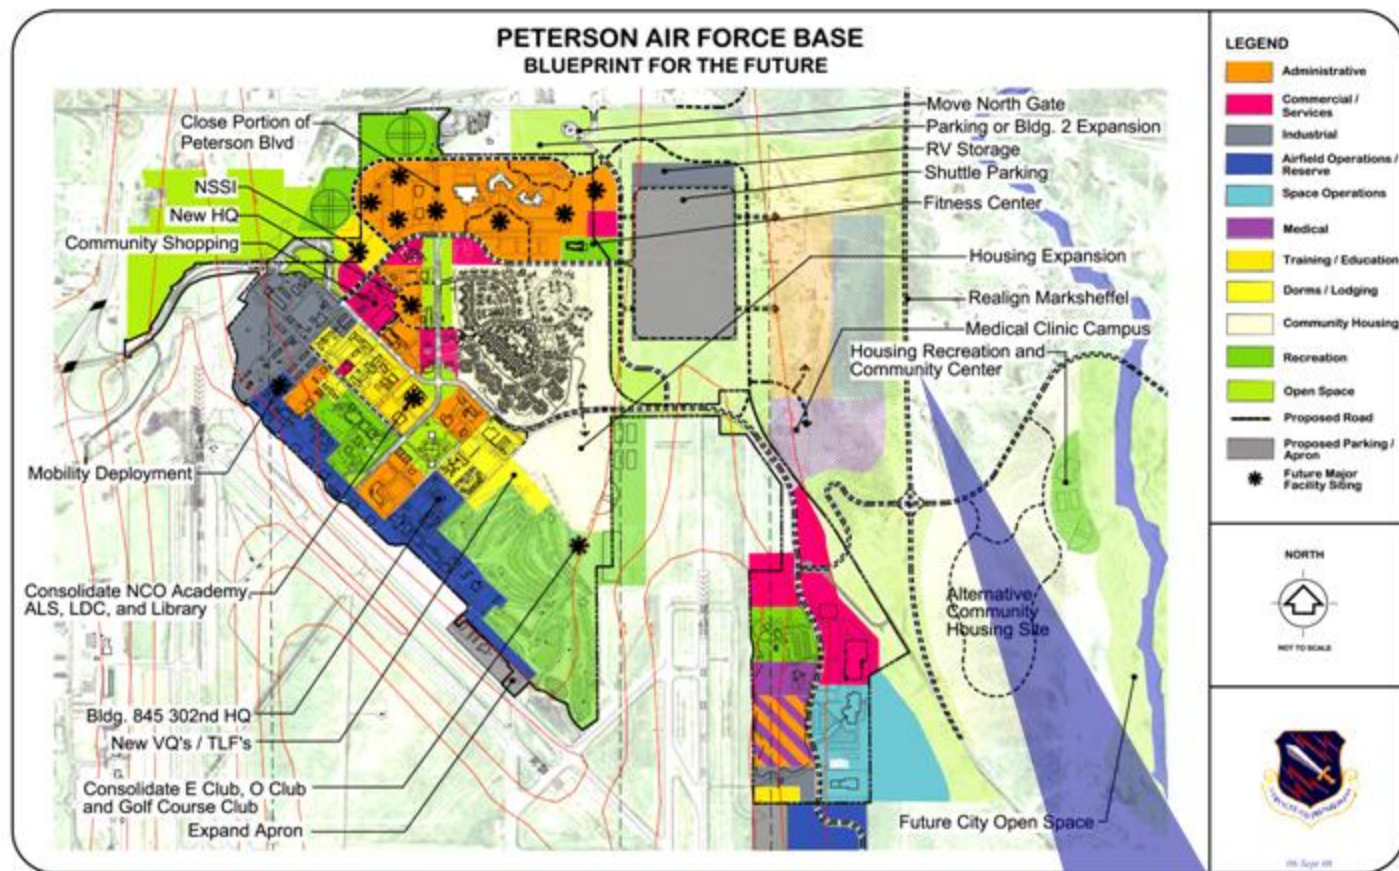 PETERSON AIR FORCE BASE
BLUEPRINT FOR THE FUTURE
Close Portion of
Peterson Blvd
NSSI
New HQ
Community Shopping
Mobility Deployment
Consolidate NCO Academy,
ALS, LDC, and Library
Bldg. 845 302nd HQ
New VQ's / TLF's
Consolidate E Club, O Club
and Golf Course Club
Expand Apron
Move North Gate
Parking or Bldg. 2 Expansion
RV Storage
Shuttle Parking
Fitness Center
Housing Expansion
Realign Marksheffel
Medical Clinic Campus
Housing Recreation and
Community Center
Alternative
Community
Housing Site
Future City Open Space
LEGEND
Administrative
Commercial /
Services
Industrial
Airfield Operations /
Reserve
Space Operations
Medical
Training / Education
Dorms / Lodging
Community Housing
Recreation
Open Space
Proposed Road
Proposed Parking /
Apron
Future Major
Facility Siting
NORTH
NOT TO SCALE